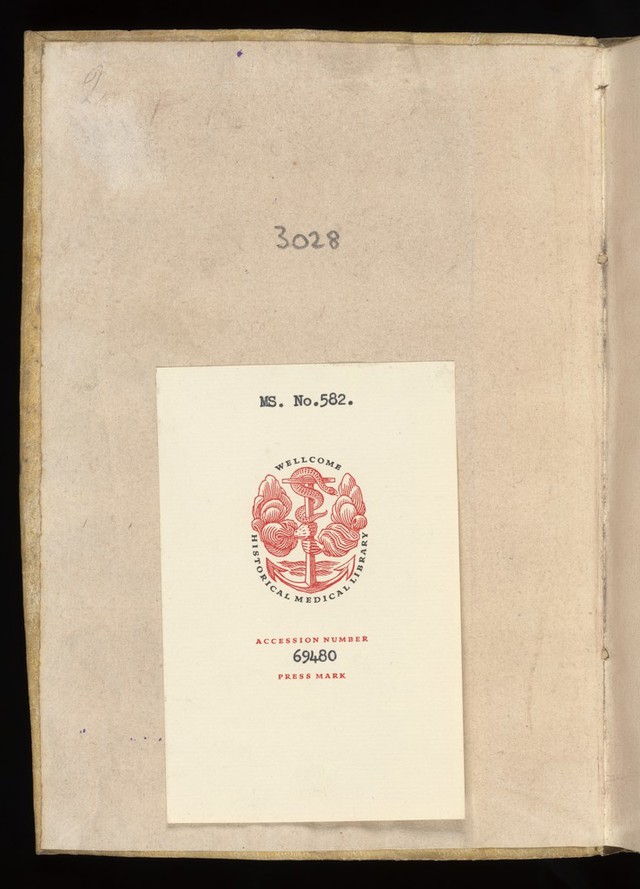 3028
MS. No.582.
WELLCOME
HISTORICAL MEDICAL LIBRARY
ACCESSION NUMBER
69480
PRESS MARK